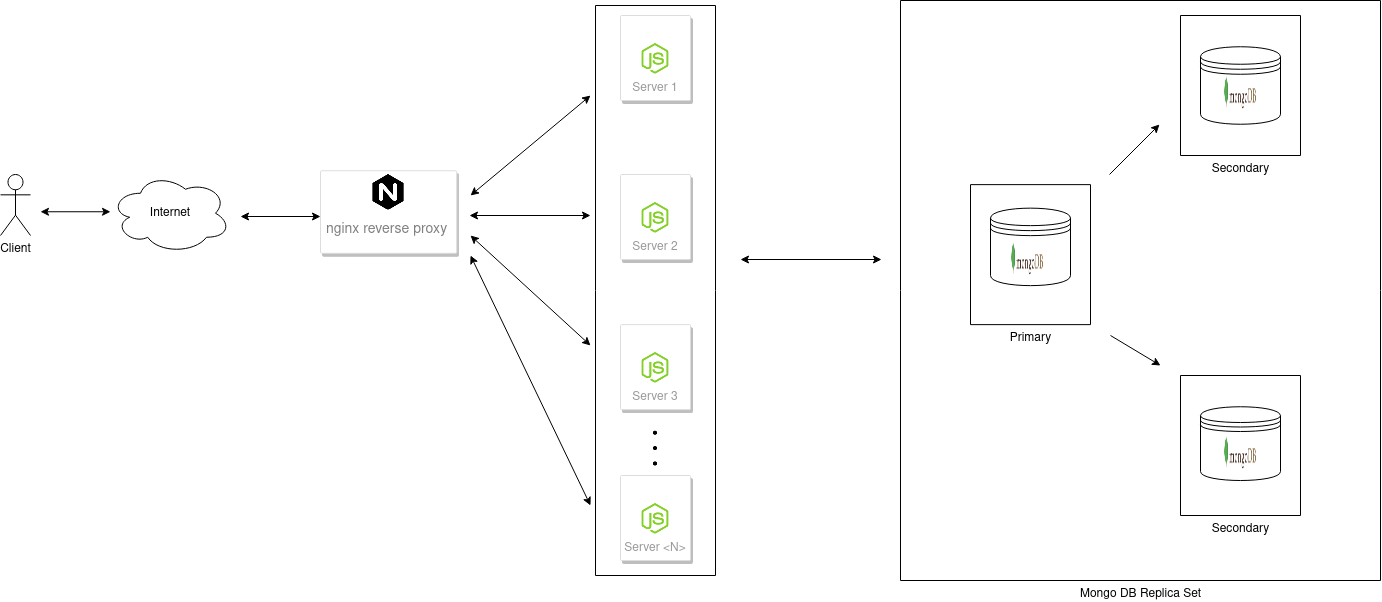 Client
Internet
nginx reverse proxy
JS
Server 1
JS
Server 2
JS
Server 3
JS
Server <N>
mongoDB
Primary
mongoDB
Secondary
mongoDB
Secondary
Mongo DB Replica Set